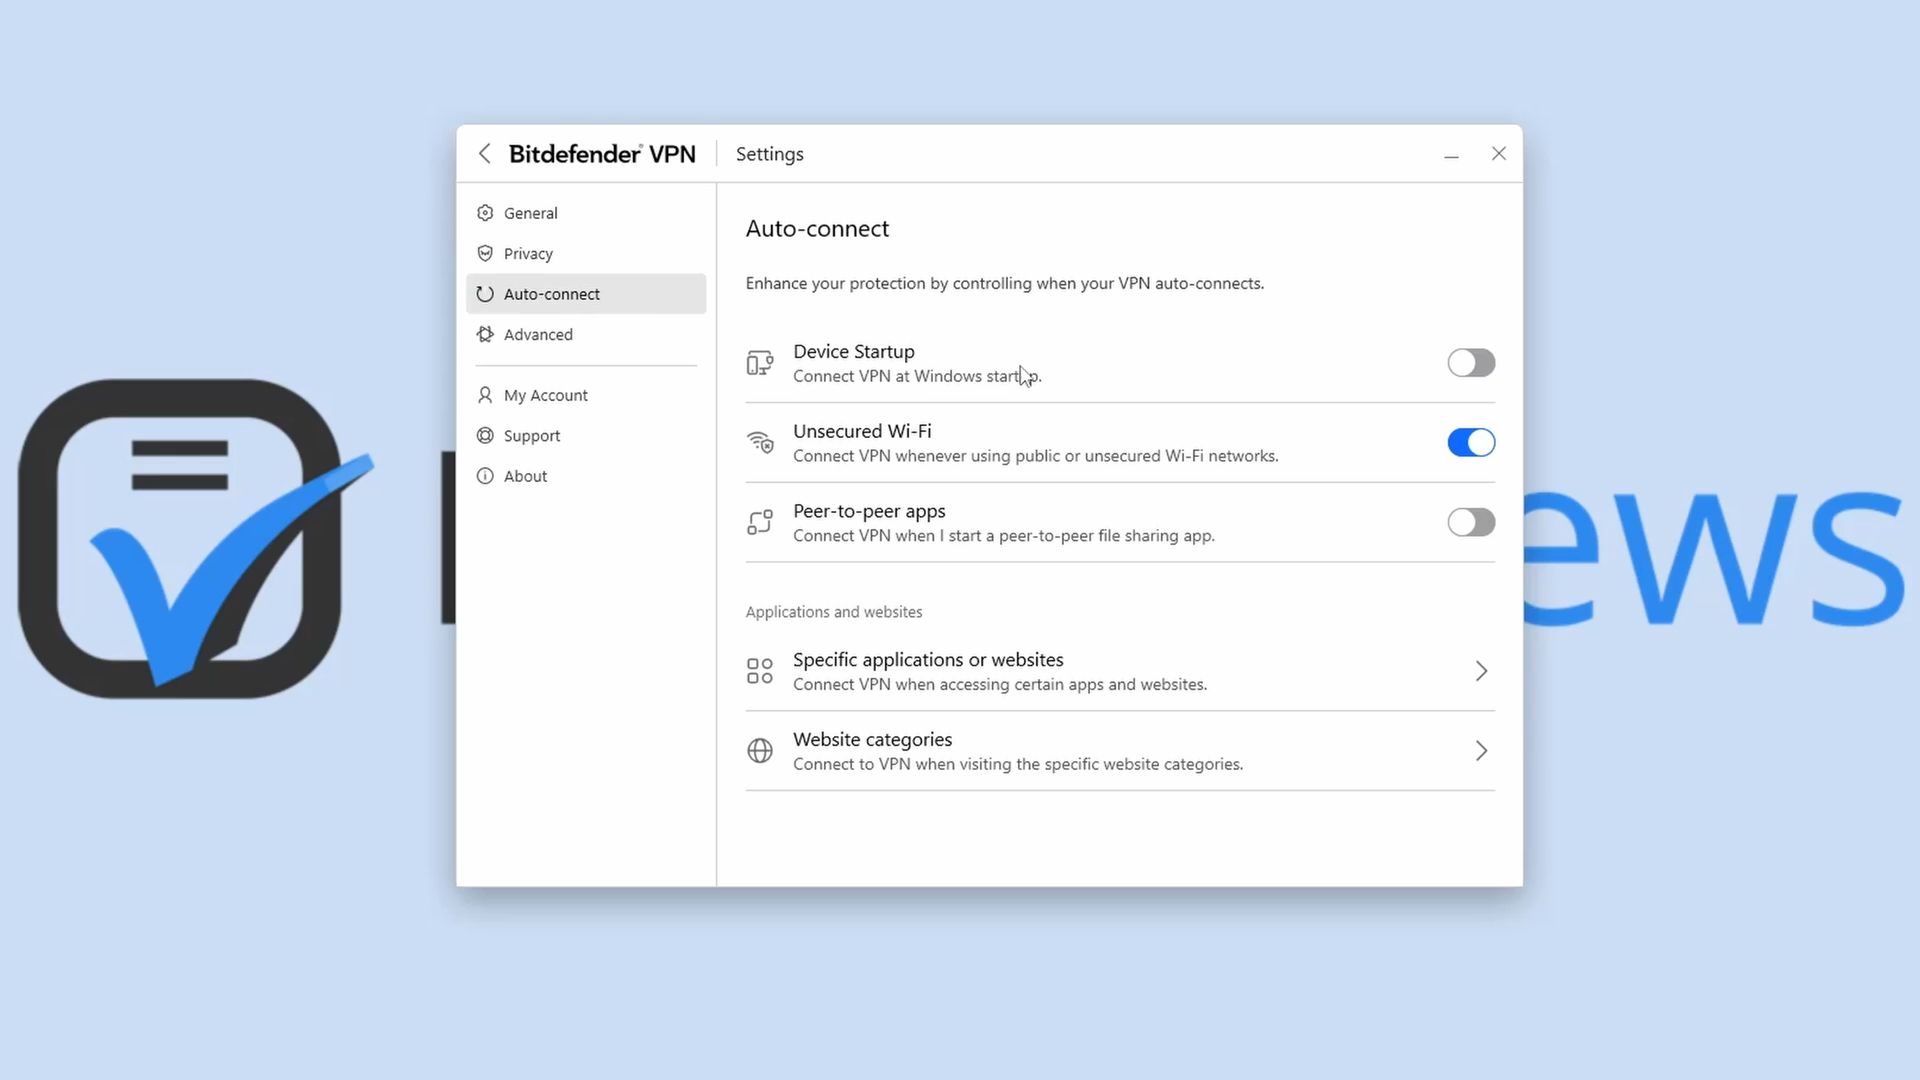 Bitdefender® VPN
Settings
General
Privacy
Auto-connect
Advanced
My Account
Support
About
Auto-connect
Enhance your protection by controlling when your VPN auto-connects.
Device Startup
Connect VPN at Windows startup.
Unsecured Wi-Fi
Connect VPN whenever using public or unsecured Wi-Fi networks.
Peer-to-peer apps
Connect VPN when I start a peer-to-peer file sharing app.
Applications and websites
Specific applications or websites
Connect VPN when accessing certain apps and websites.
Website categories
Connect to VPN when visiting the specific website categories.
ews